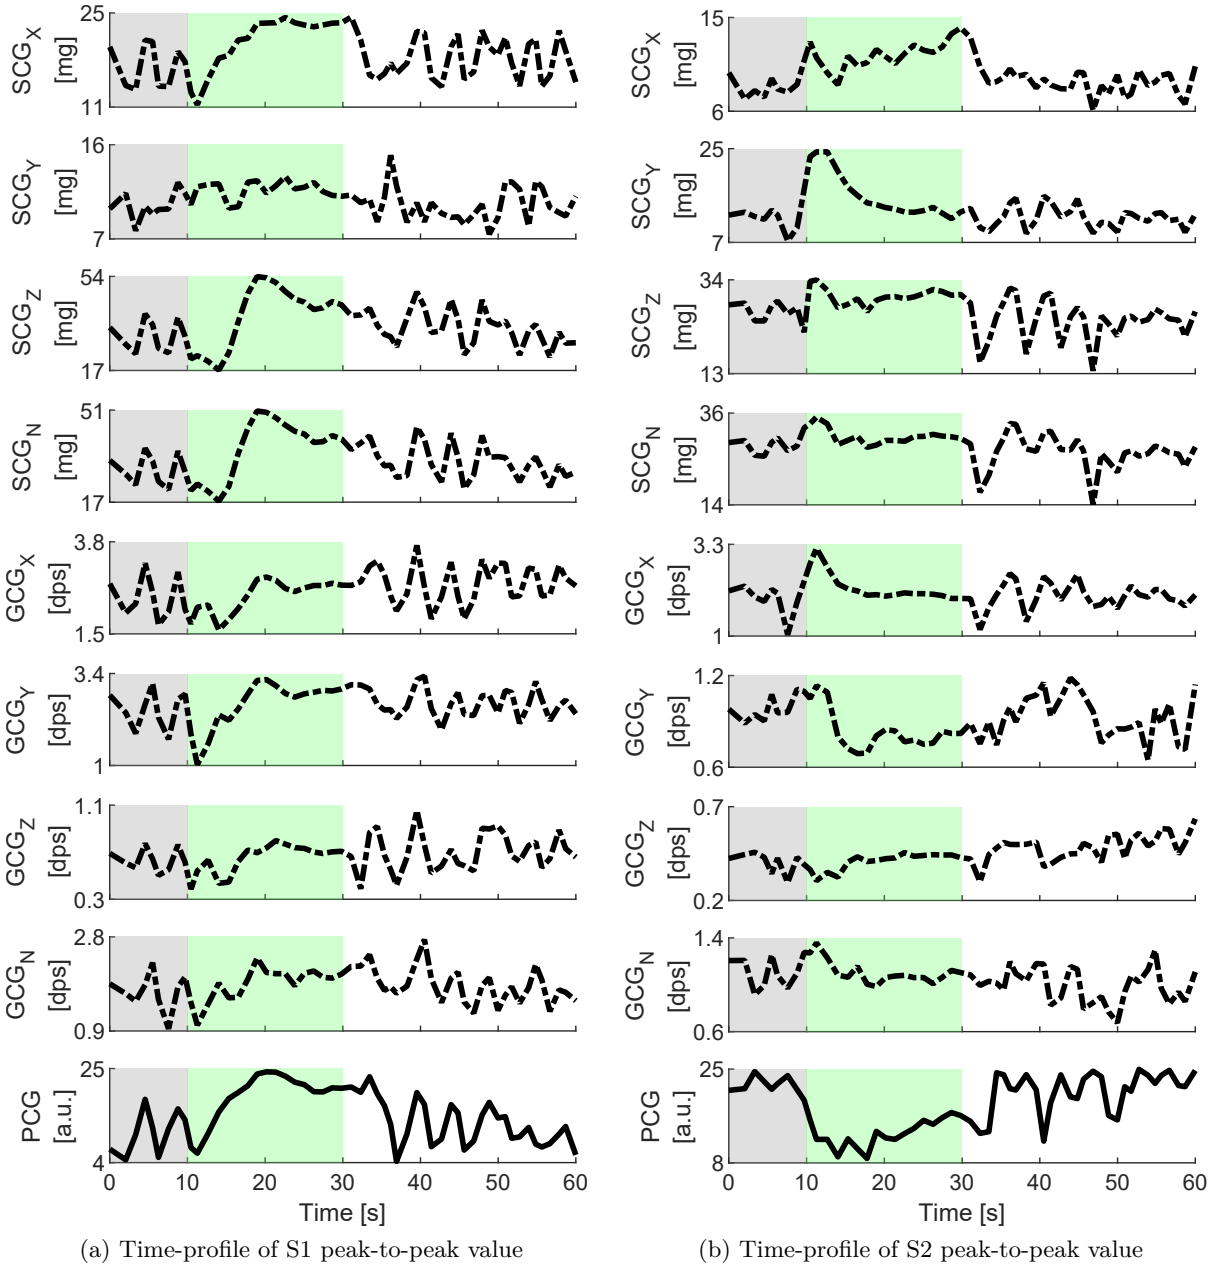 25
SCG_X
[mg]
11
16
SCG_Y
[mg]
7
54
SCG_Z
[mg]
17
51
SCG_N
[mg]
17
3.8
GCG_X
[dps]
1.5
3.4
GCG_Y
[dps]
1
1.1
GCG_Z
[dps]
0.3
2.8
GCG_N
[dps]
0.9
25
PCG
[a.u.]
4
0 10 20 30 40 50 60
Time [s]
(a) Time-profile of S1 peak-to-peak value
15
SCG_X
[mg]
6
25
SCG_Y
[mg]
7
34
SCG_Z
[mg]
13
36
SCG_N
[mg]
14
3.3
GCG_X
[dps]
1
1.2
GCG_Y
[dps]
0.6
0.7
GCG_Z
[dps]
0.2
1.4
GCG_N
[dps]
0.6
25
PCG
[a.u.]
8
0 10 20 30 40 50 60
Time [s]
(b) Time-profile of S2 peak-to-peak value